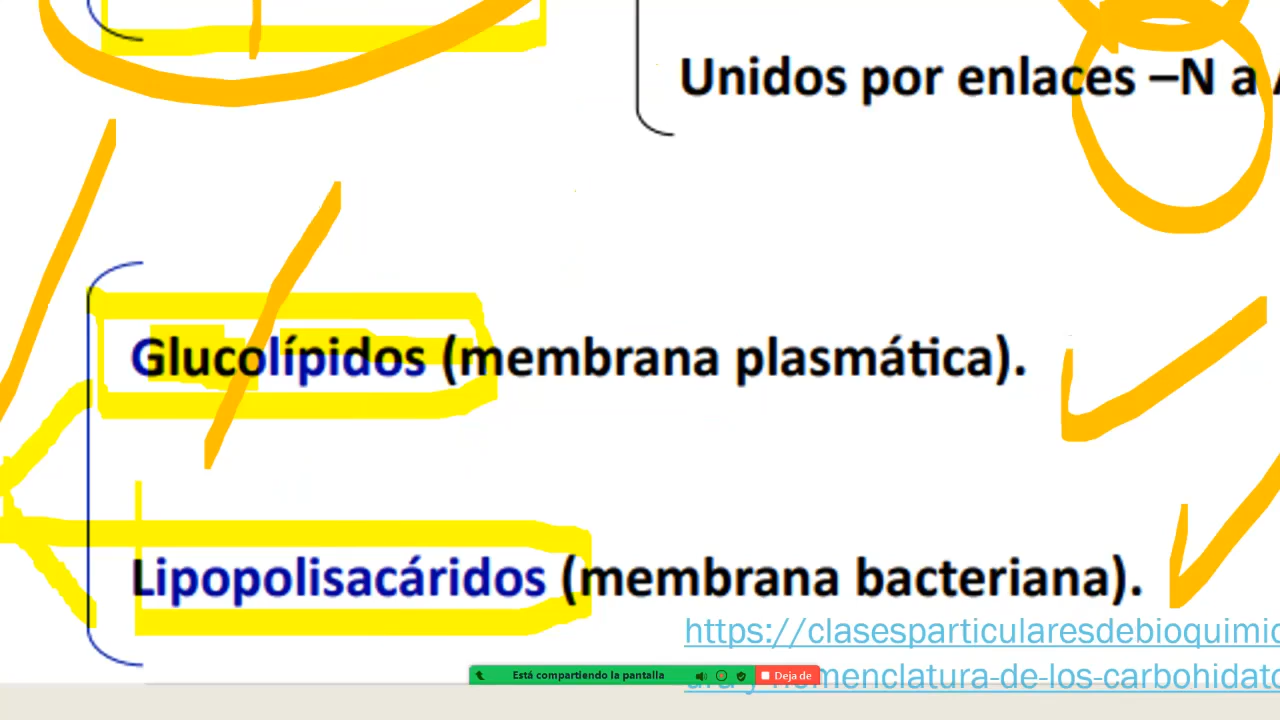 Unidos por enlaces –N a
Glucolípidos (membrana plasmática).
Lipopolisacáridos (membrana bacteriana).
https://clasesparticularesdebioquimic
y nomenclatura-de-los-carbohidato
Está compartiendo la pantalla
Deja de